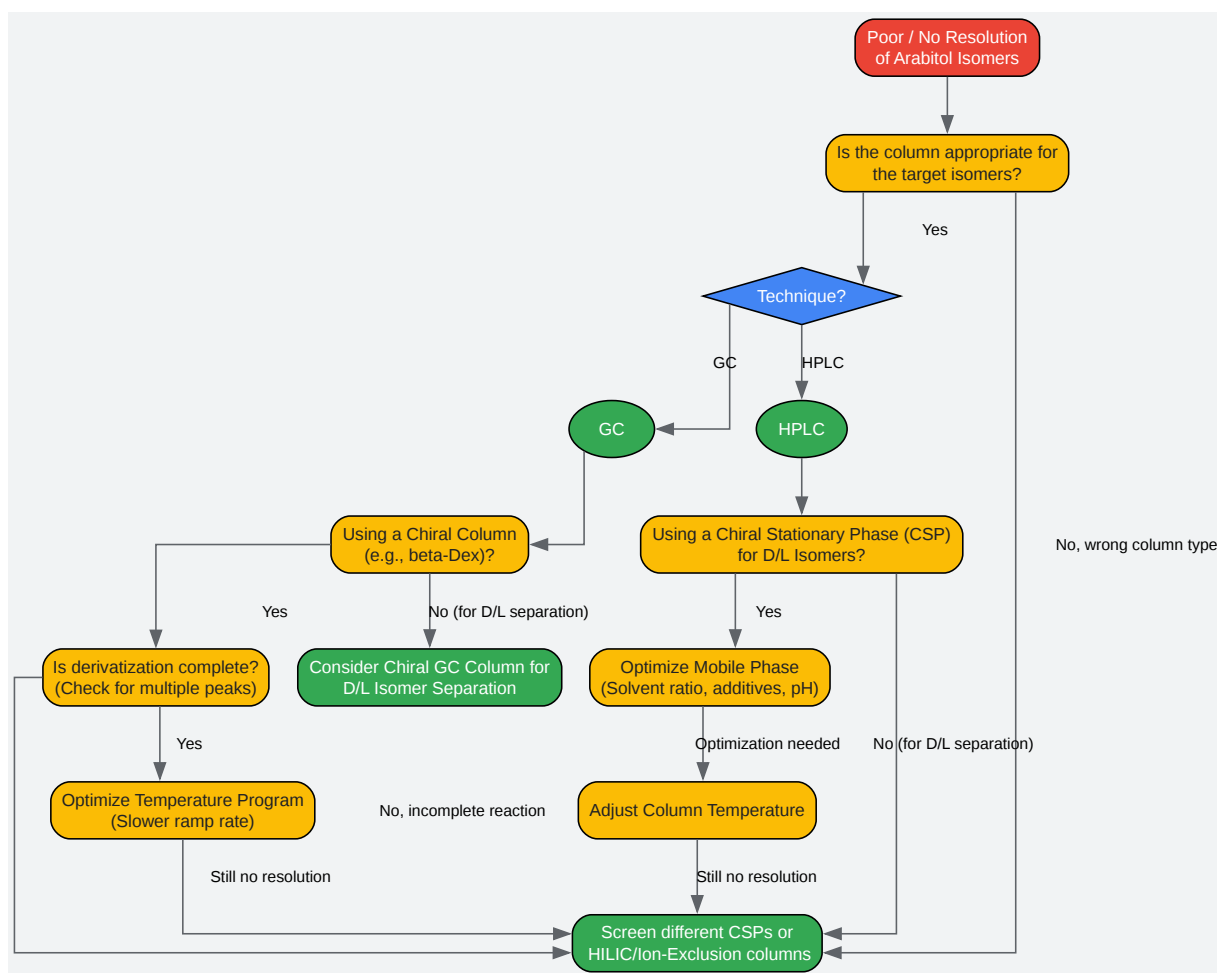 Poor / No Resolution
of Arabitol Isomers
Is the column appropriate for
the target isomers?
Yes
Technique?
GC
HPLC
GC
HPLC
Using a Chiral Column
(e.g., beta-Dex)?
Using a Chiral Stationary Phase (CSP)
for D/L Isomers?
No, wrong column type
Yes
No (for D/L separation)
Yes
Is derivatization complete?
(Check for multiple peaks)
Consider Chiral GC Column for
D/L Isomer Separation
Optimize Mobile Phase
(Solvent ratio, additives, pH)
Yes
Optimization needed
No (for D/L separation)
Optimize Temperature Program
(Slower ramp rate)
No, incomplete reaction
Adjust Column Temperature
Still no resolution
Still no resolution
Screen different CSPs or
HILIC/Ion-Exclusion columns